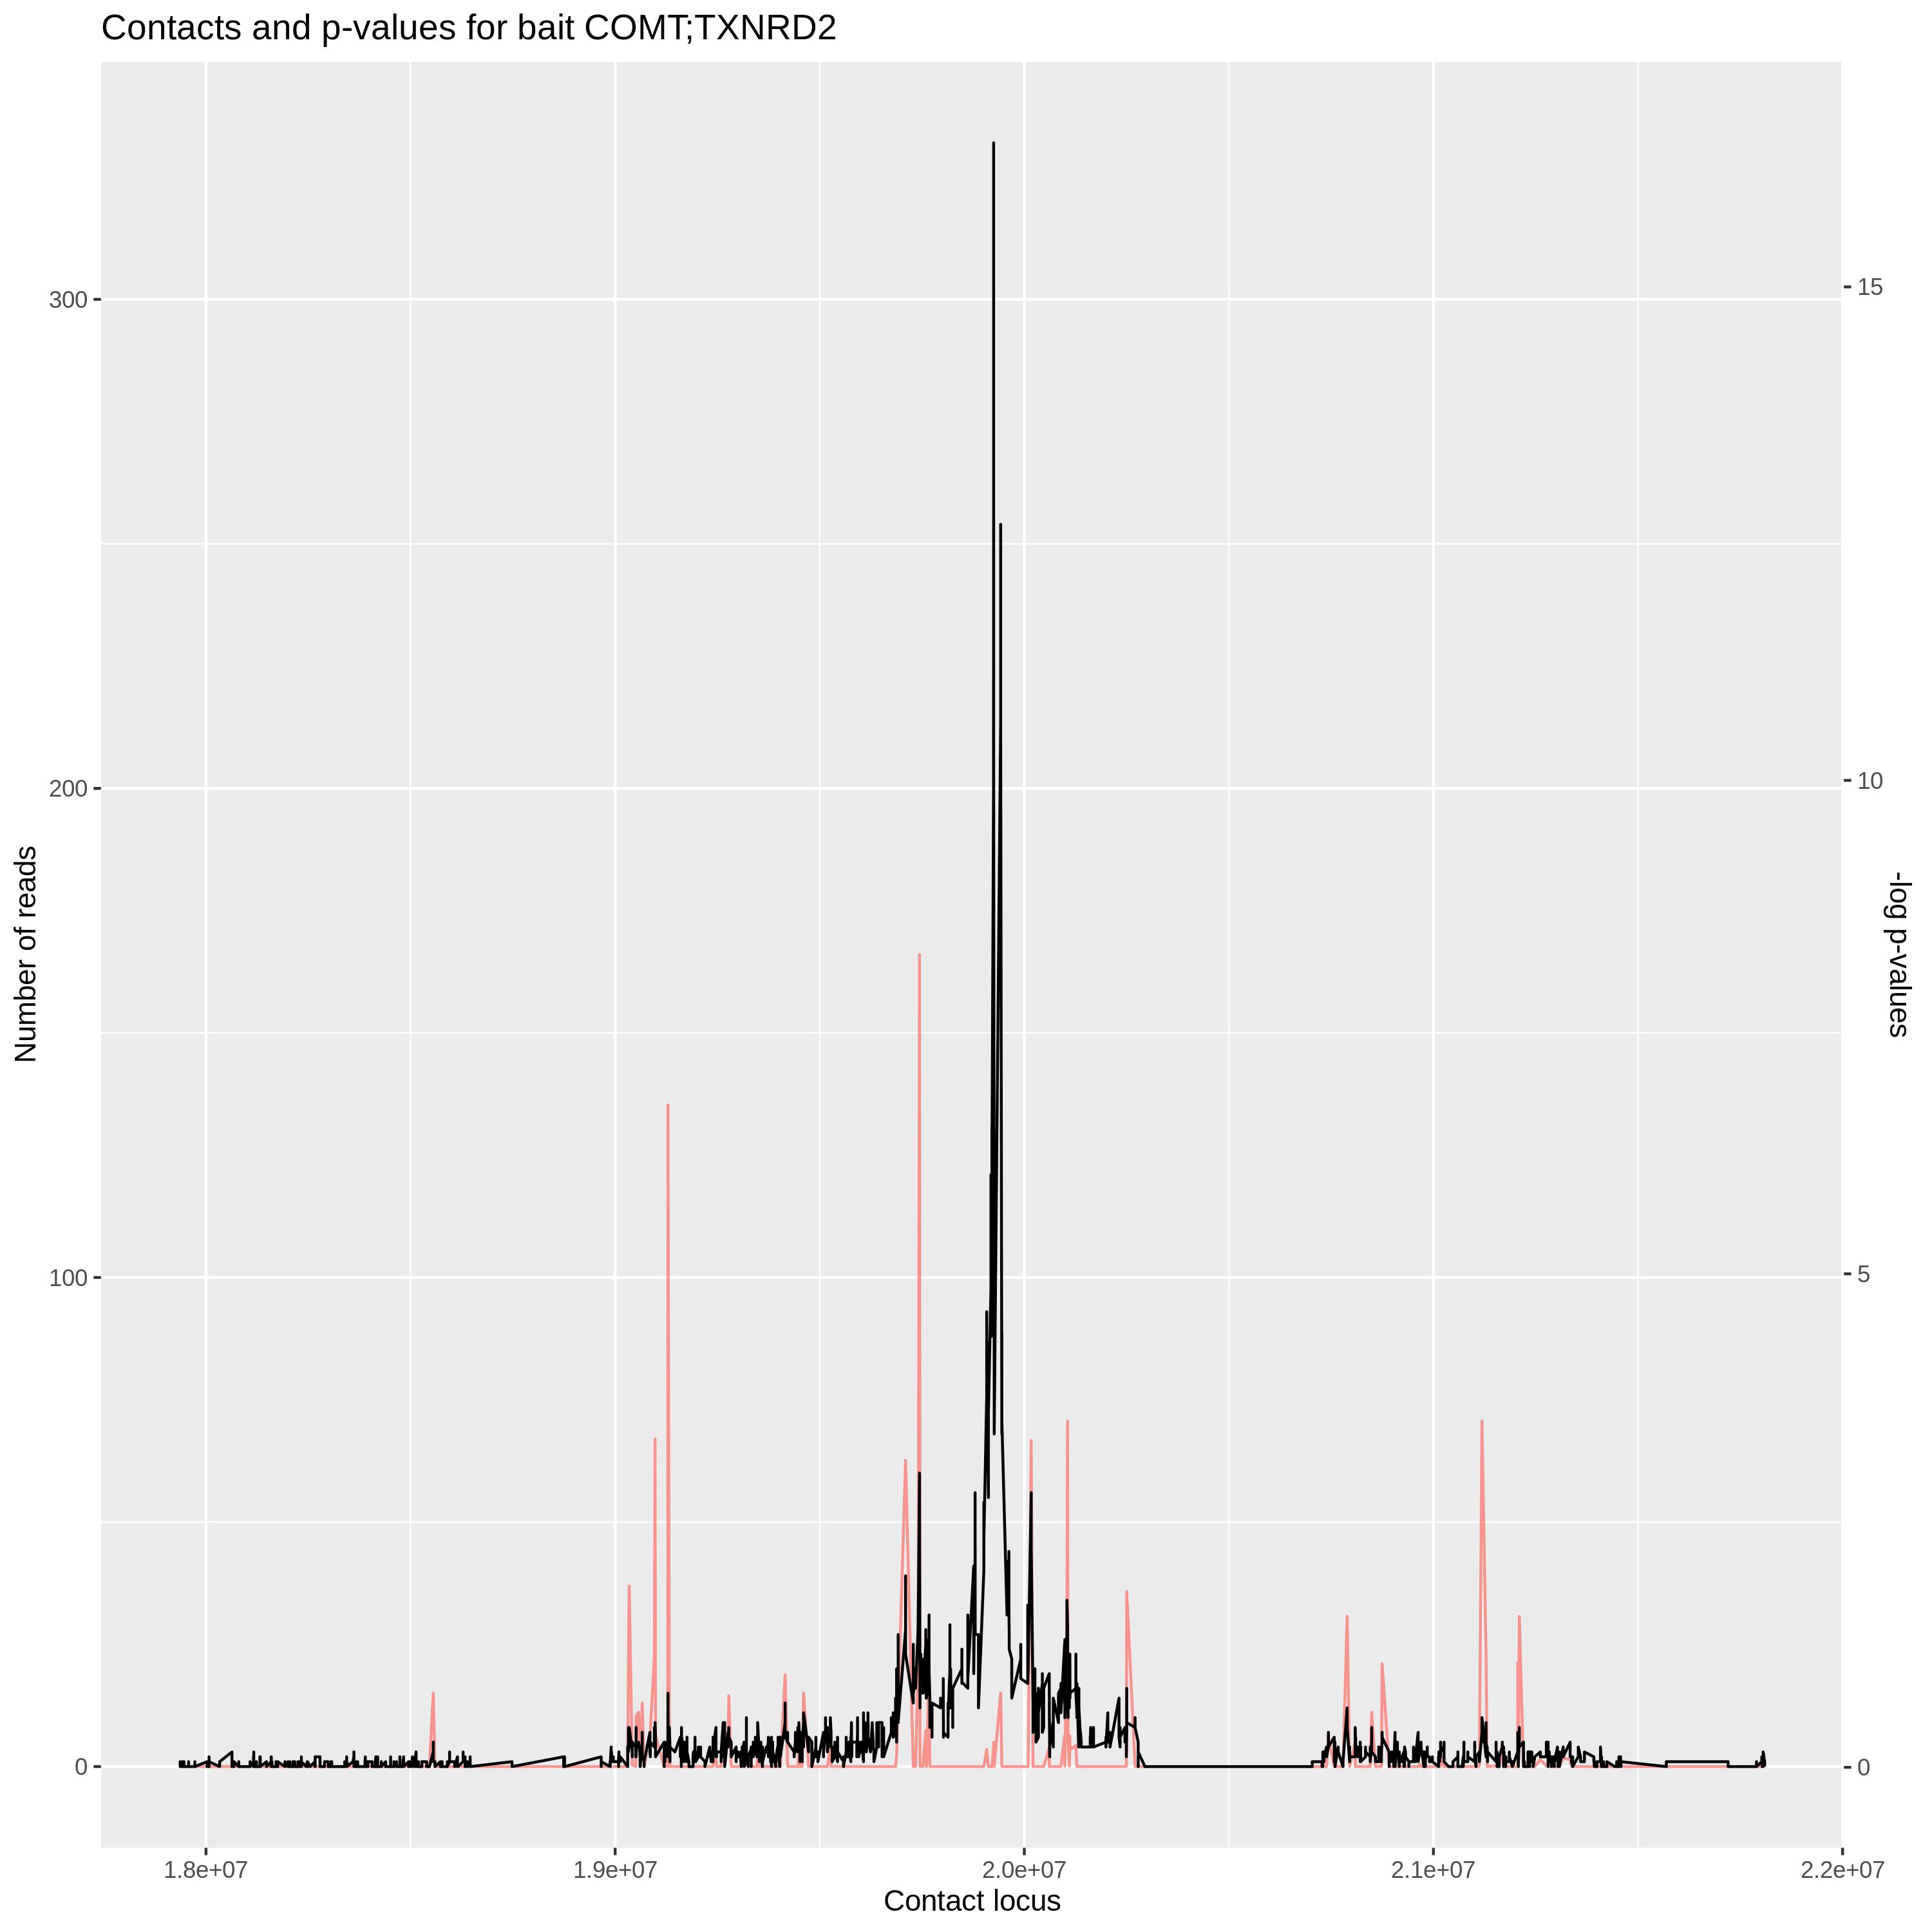 Contacts and p-values for bait COMT;TXNRD2
Number of reads
300
200
100
0
15
10
5
0
-log p-values
1.8e+07
1.9e+07
2.0e+07
2.1e+07
2.2e+07
Contact locus